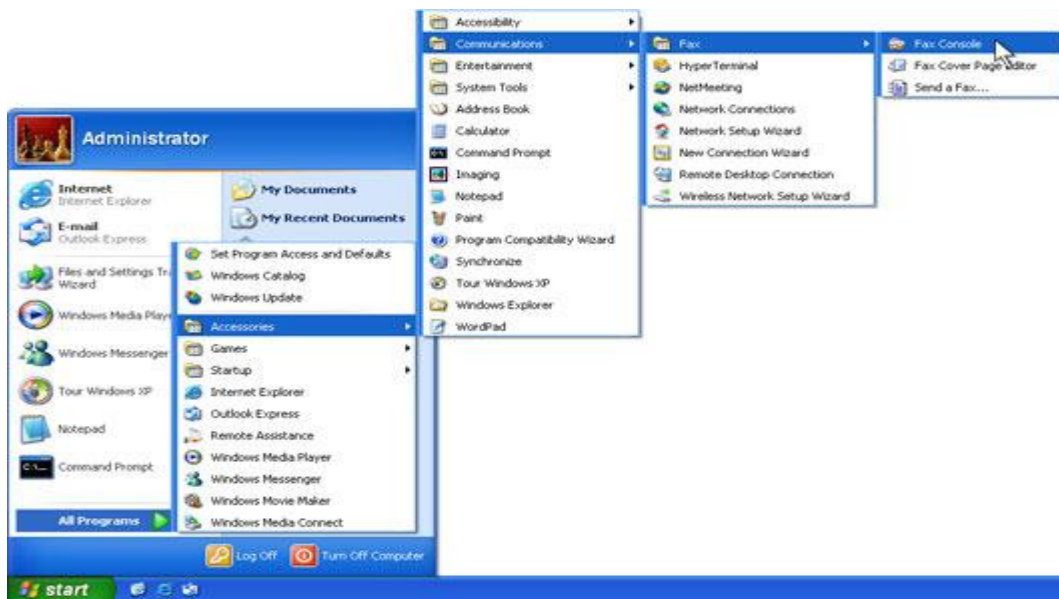 Administrator
Internet
Internet Explorer
E-mail
Outlook Express
Files and Settings Tr
Wizard
Windows Media Playe
Windows Messenger
Tour Windows XP
Notepad
Command Prompt
All Programs
My Documents
My Recent Documents
Set Program Access and Defaults
Windows Catalog
Windows Update
Accessories
Games
Startup
Internet Explorer
Outlook Express
Remote Assistance
Windows Media Player
Windows Messenger
Windows Movie Maker
Windows Media Connect
Accessibility
Communications
Entertainment
System Tools
Address Book
Calculator
Command Prompt
Imaging
Notepad
Paint
Program Compatibility Wizard
Synchronize
Tour Windows XP
Windows Explorer
WordPad
Fax
HyperTerminal
NetMeeting
Network Connections
Network Setup Wizard
New Connection Wizard
Remote Desktop Connection
Wireless Network Setup Wizard
Fax Console
Fax Cover Page Editor
Send a Fax...
Log Off
Turn Off Computer
start